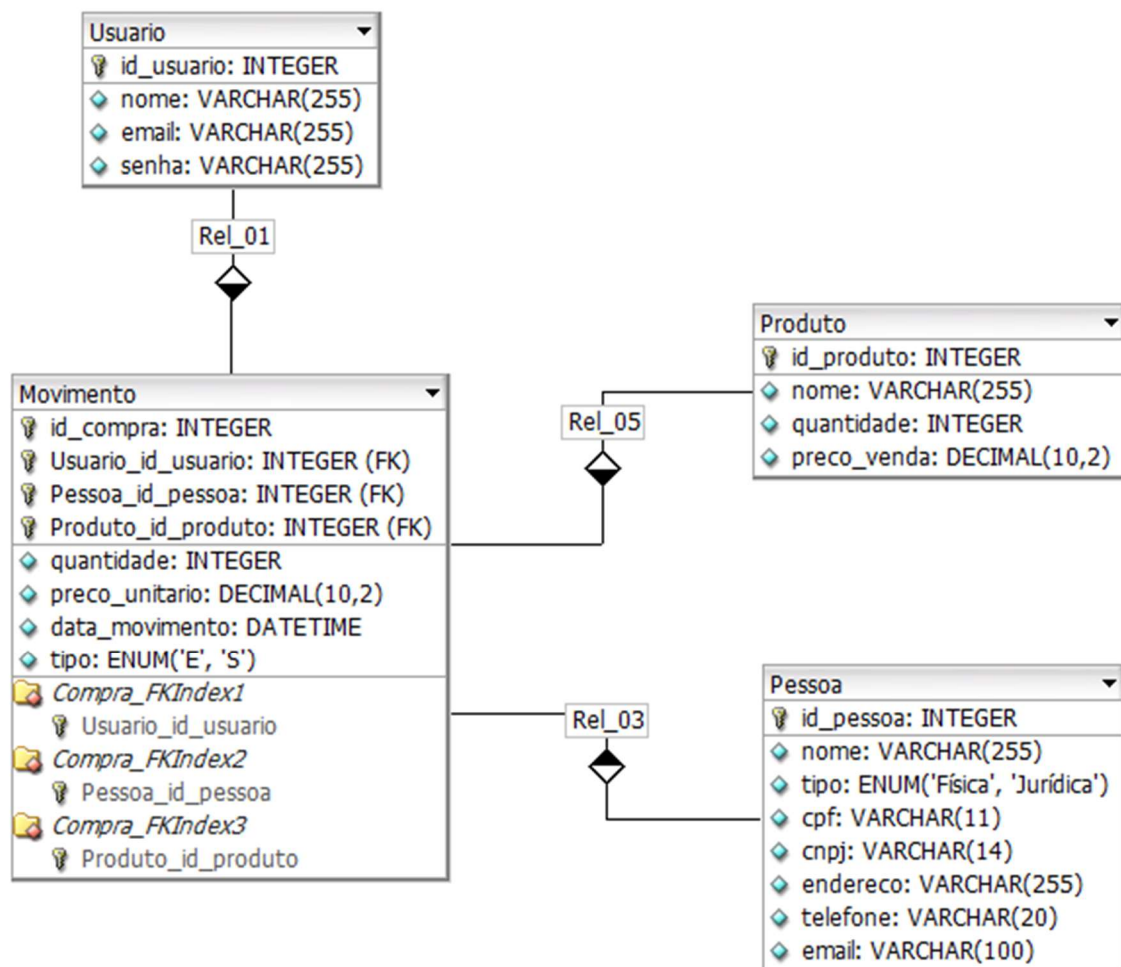 Usuario
id_usuario: INTEGER
nome: VARCHAR(255)
email: VARCHAR(255)
senha: VARCHAR(255)
Rel_01
Movimento
id_compra: INTEGER
Usuario_id_usuario: INTEGER (FK)
Pessoa_id_pessoa: INTEGER (FK)
Produto_id_produto: INTEGER (FK)
quantidade: INTEGER
preco_unitario: DECIMAL(10,2)
data_movimento: DATETIME
tipo: ENUM('E', 'S')
Compra_FKIndex1
Usuario_id_usuario
Compra_FKIndex2
Pessoa_id_pessoa
Compra_FKIndex3
Produto_id_produto
Rel_05
Produto
id_produto: INTEGER
nome: VARCHAR(255)
quantidade: INTEGER
preco_venda: DECIMAL(10,2)
Rel_03
Pessoa
id_pessoa: INTEGER
nome: VARCHAR(255)
tipo: ENUM('Física', 'Jurídica')
cpf: VARCHAR(11)
cnpj: VARCHAR(14)
endereco: VARCHAR(255)
telefone: VARCHAR(20)
email: VARCHAR(100)